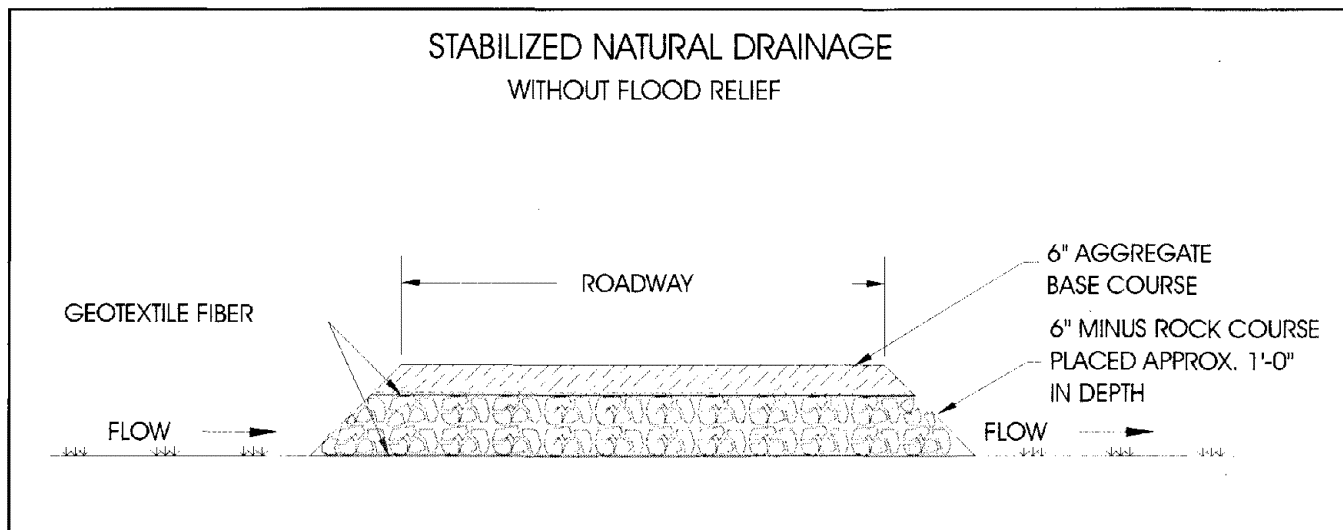 STABILIZED NATURAL DRAINAGE
WITHOUT FLOOD RELIEF
ROADWAY
6" AGGREGATE
BASE COURSE
GEOTEXTILE FIBER
6" MINUS ROCK COURSE
PLACED APPROX. 1'-0"
IN DEPTH
FLOW
FLOW